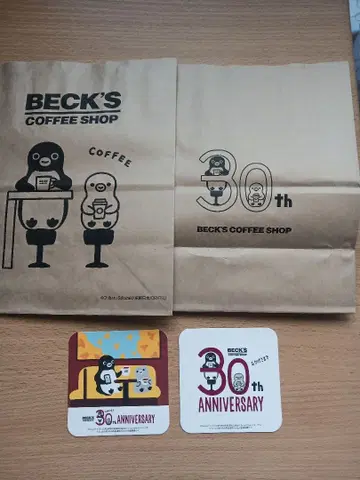 BECK'S
COFFEE SHOP
COFFEE
30th
BECK'S COFFEE SHOP
30th ANNIVERSARY
BECK'S
30th
ANNIVERSARY